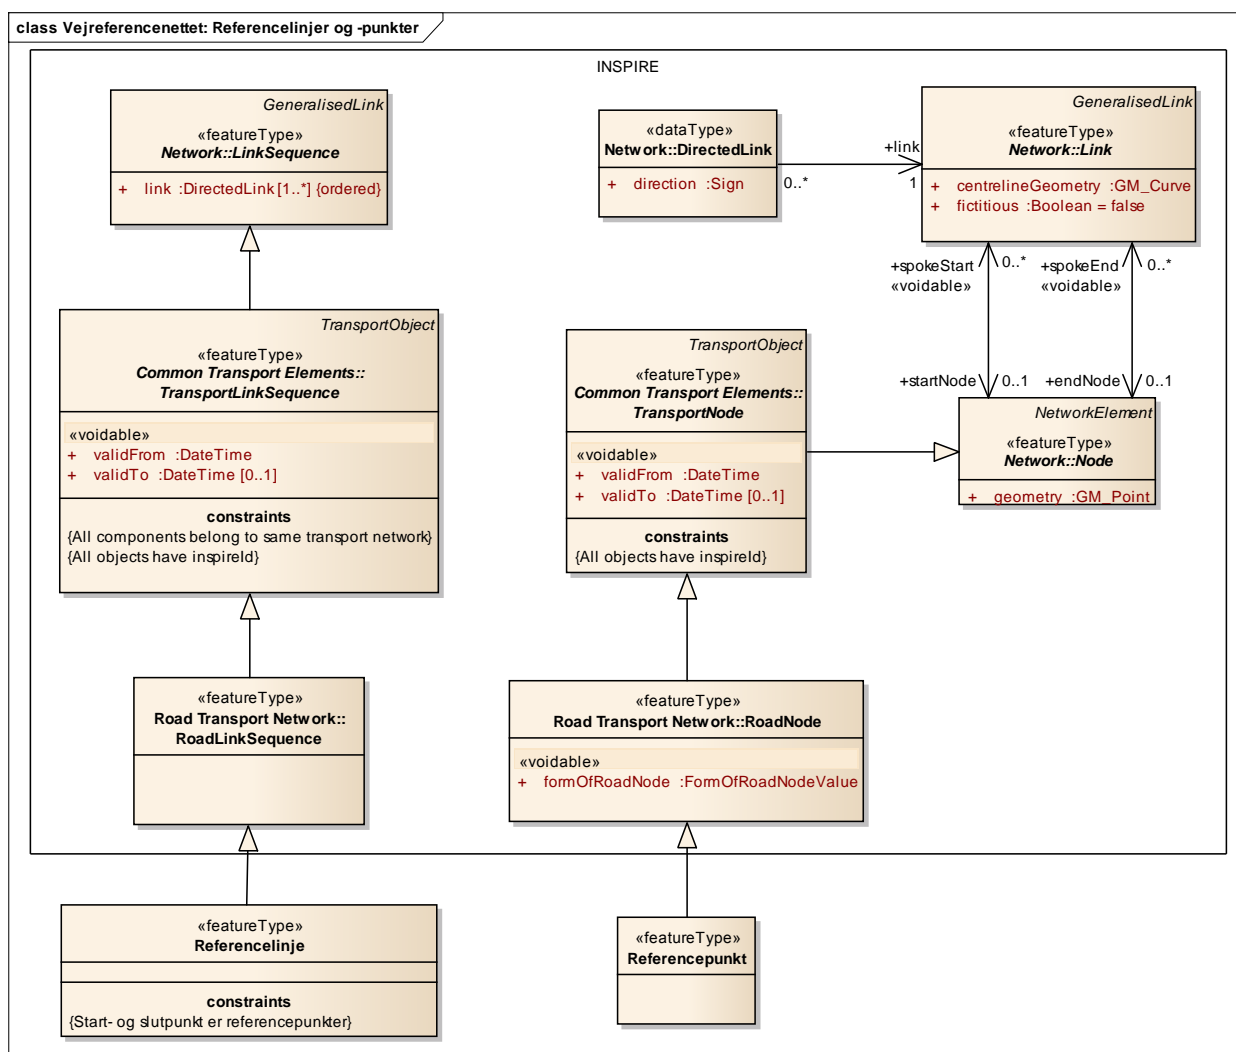 class Vejreferencenettet: Referencelinjer og -punkter
INSPIRE
GeneralisedLink
«featureType»
Network::LinkSequence
+ link :DirectedLink [1..*] {ordered}
«dataType»
Network::DirectedLink
+ direction :Sign
0..*
+link
1
GeneralisedLink
«featureType»
Network::Link
+ centrelineGeometry :GM_Curve
+ fictitious :Boolean = false
+spokeStart
«voidable»
0..*
+spokeEnd
«voidable»
0..*
+startNode
0..1
+endNode
0..1
TransportObject
«featureType»
Common Transport Elements::
TransportLinkSequence
«voidable»
+ validFrom :DateTime
+ validTo :DateTime [0..1]
constraints
{All components belong to same transport network}
{All objects have inspireId}
TransportObject
«featureType»
Common Transport Elements::
TransportNode
«voidable»
+ validFrom :DateTime
+ validTo :DateTime [0..1]
constraints
{All objects have inspireId}
NetworkElement
«featureType»
Network::Node
+ geometry :GM_Point
«featureType»
Road Transport Network::
RoadLinkSequence
«featureType»
Road Transport Network::RoadNode
«voidable»
+ formOfRoadNode :FormOfRoadNodeValue
«featureType»
Referencelinje
constraints
{Start- og slutpunkt er referencepunkter}
«featureType»
Referencepunkt